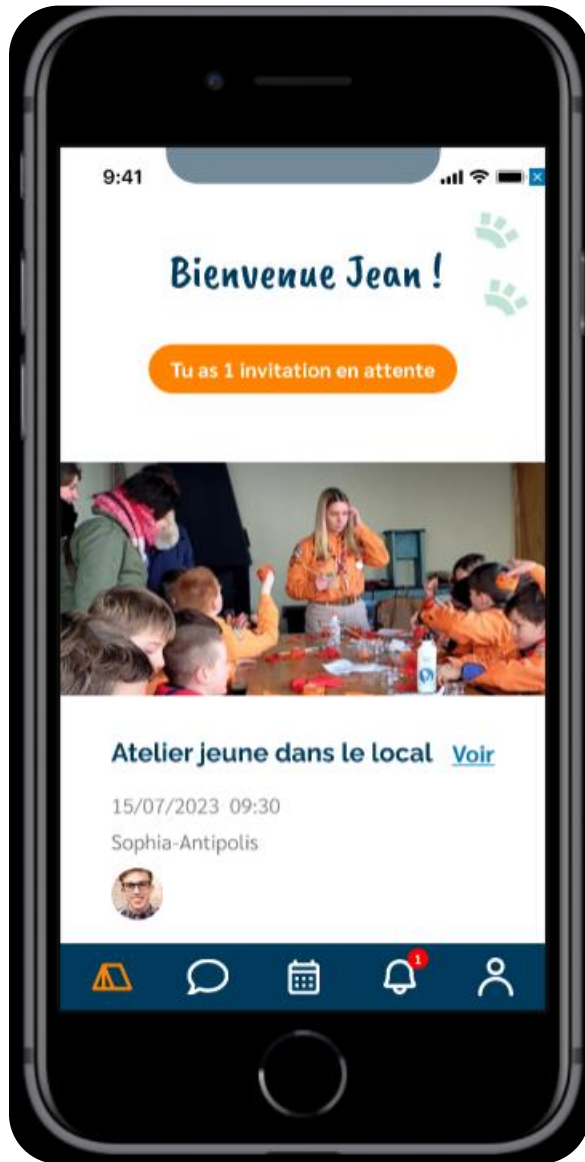 9:41
Bienvenue Jean !
Tu as 1 invitation en attente
Atelier jeune dans le local Voir
15/07/2023 09:30
Sophia-Antipolis
1